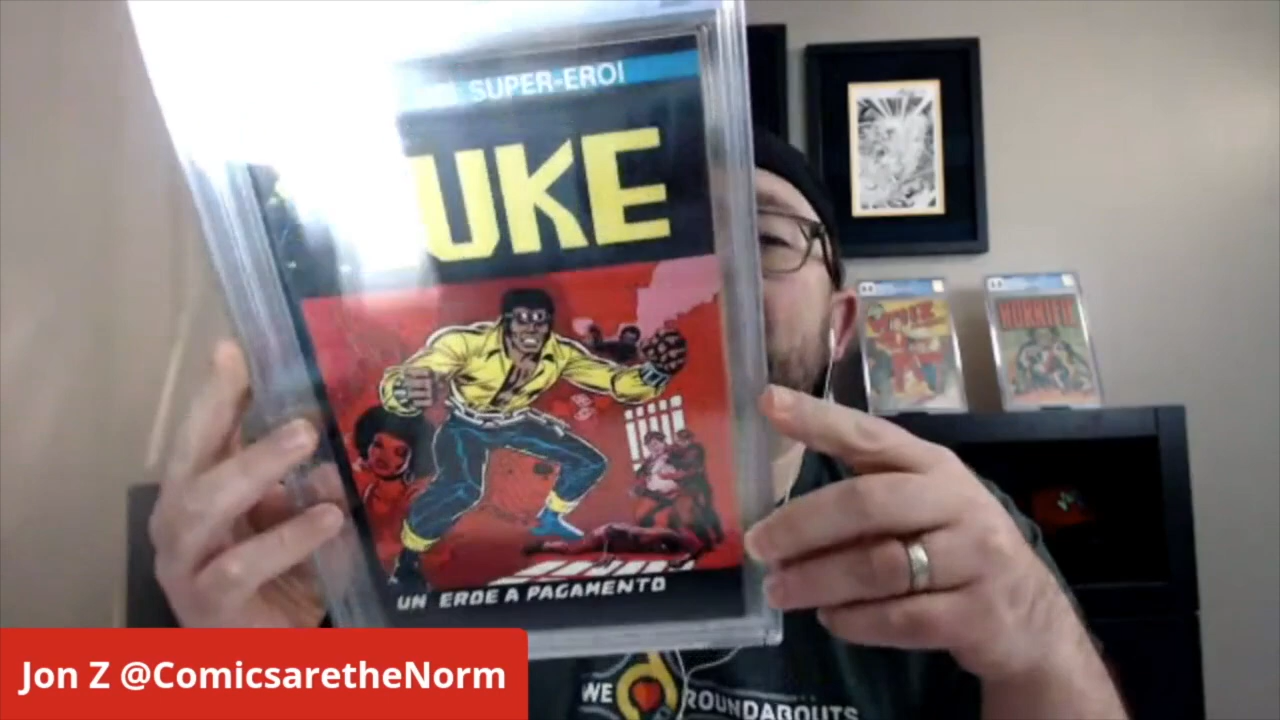 SUPER-EROI
UKE
UN EROE A PAGAMENTO
Jon Z @ComicsaretheNorm
WE
ROUNDABOUTS